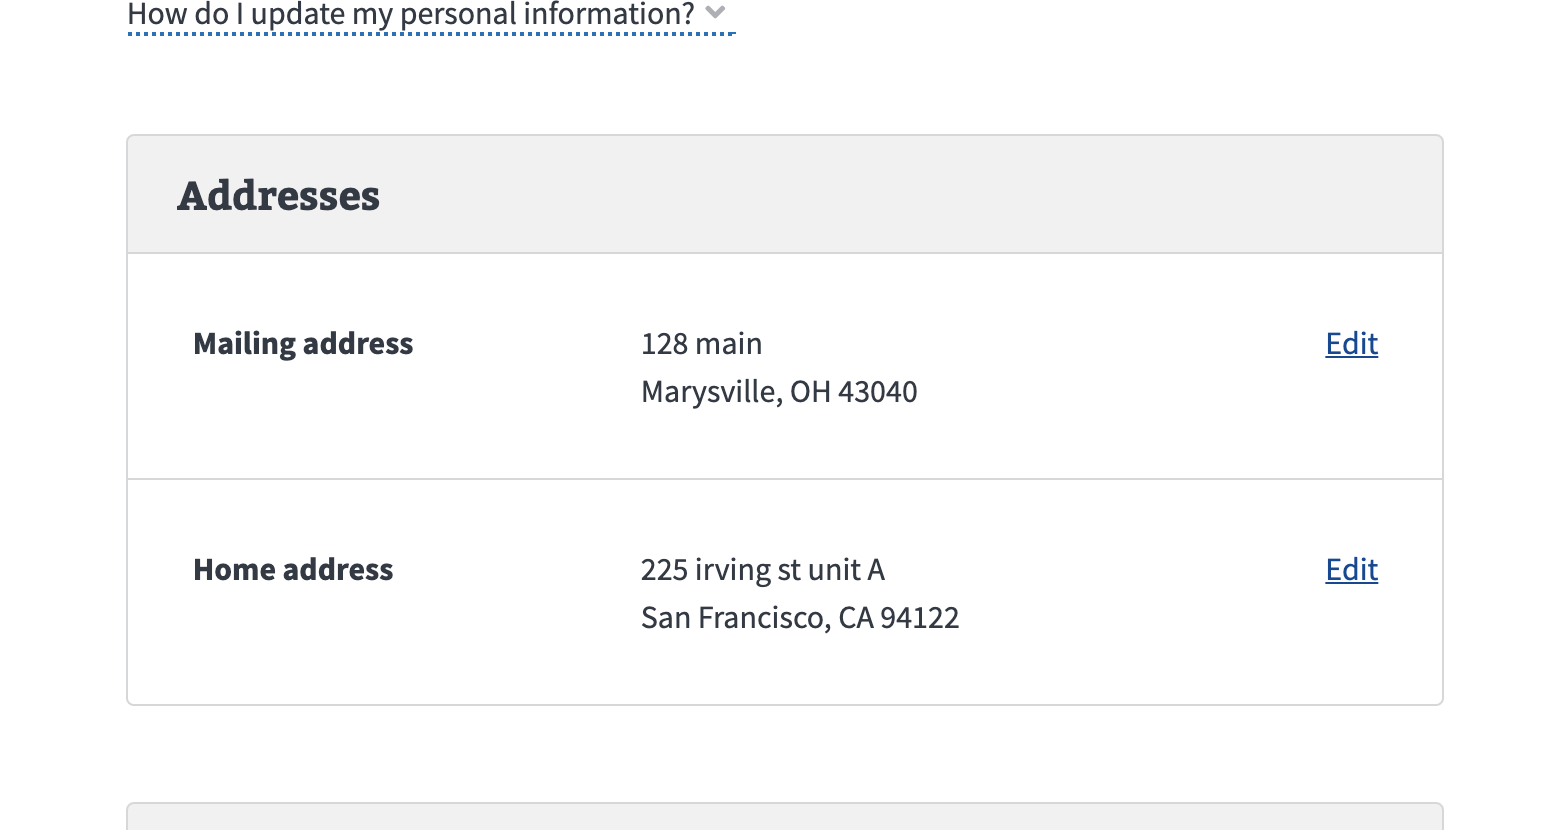 How do I update my personal information?
Addresses
Mailing address
128 main
Marysville, OH 43040
Edit
Home address
225 irving st unit A
San Francisco, CA 94122
Edit